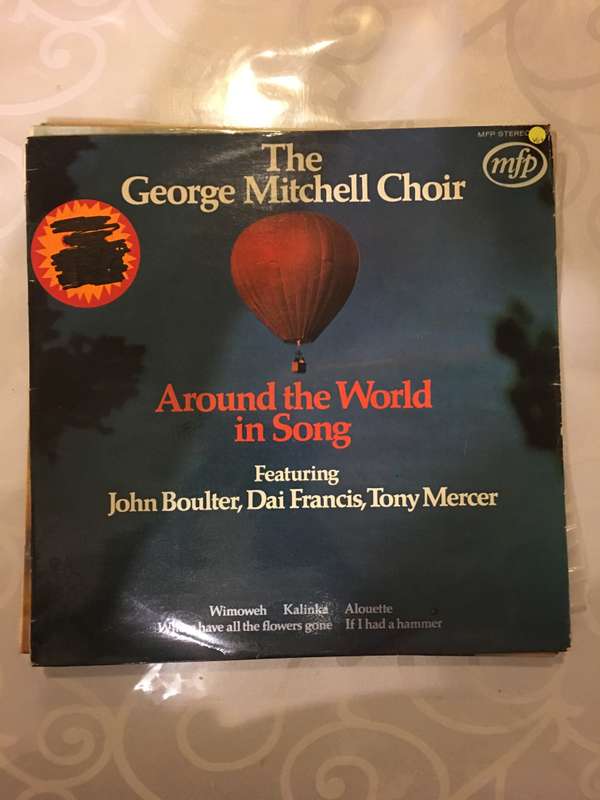 MFP STEREO
mfp
The
George Mitchell Choir
Around the World
in Song
Featuring
John Boulter, Dai Francis, Tony Mercer
Wimoweh Kalinka Alouette
Where have all the flowers gone If I had a hammer